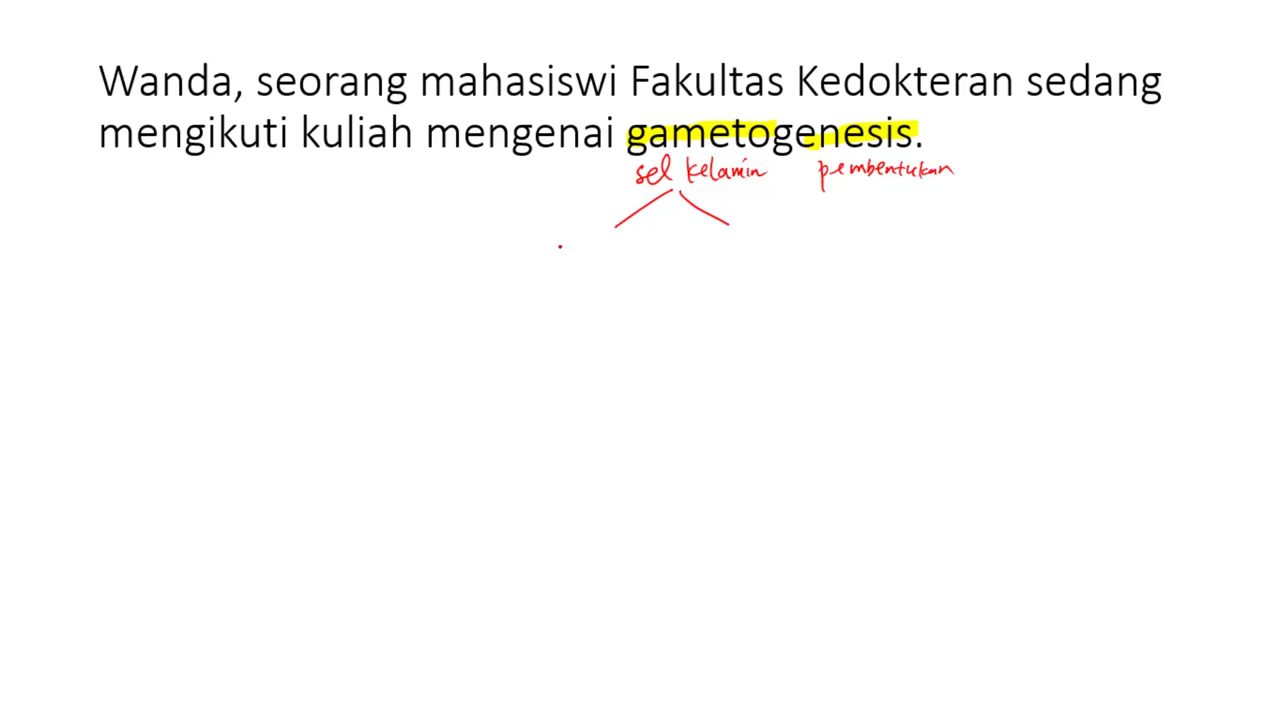 Wanda, seorang mahasiswi Fakultas Kedokteran sedang
mengikuti kuliah mengenai gametogenesis.
sel kelamin pembentukan